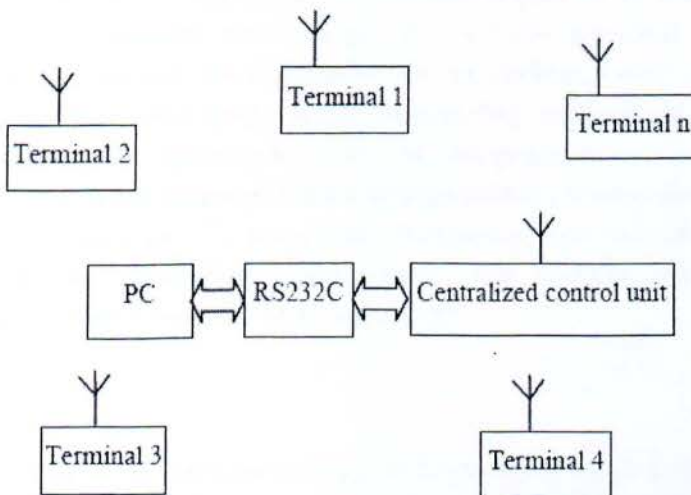 Terminal 1
Terminal n
Terminal 2
PC
RS232C
Centralized control unit
Terminal 3
Terminal 4